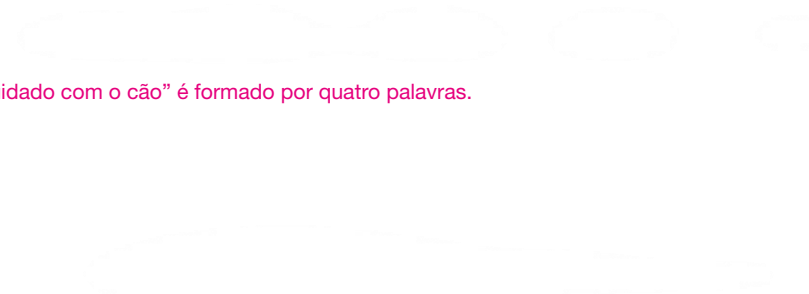 idado com o cão” é formado por quatro palavras.